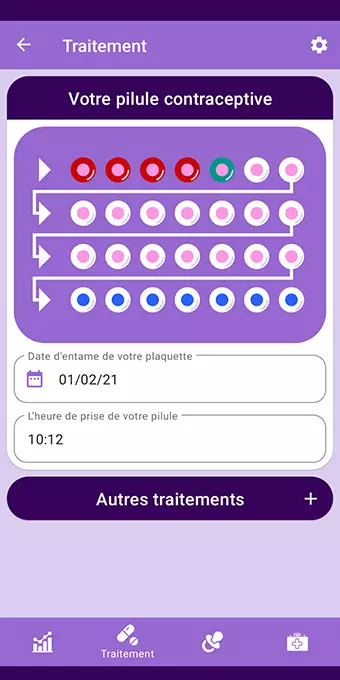 Traitement
Votre pilule contraceptive
Date d'entame de votre plaquette
01/02/21
L'heure de prise de votre pilule
10:12
Autres traitements
Traitement